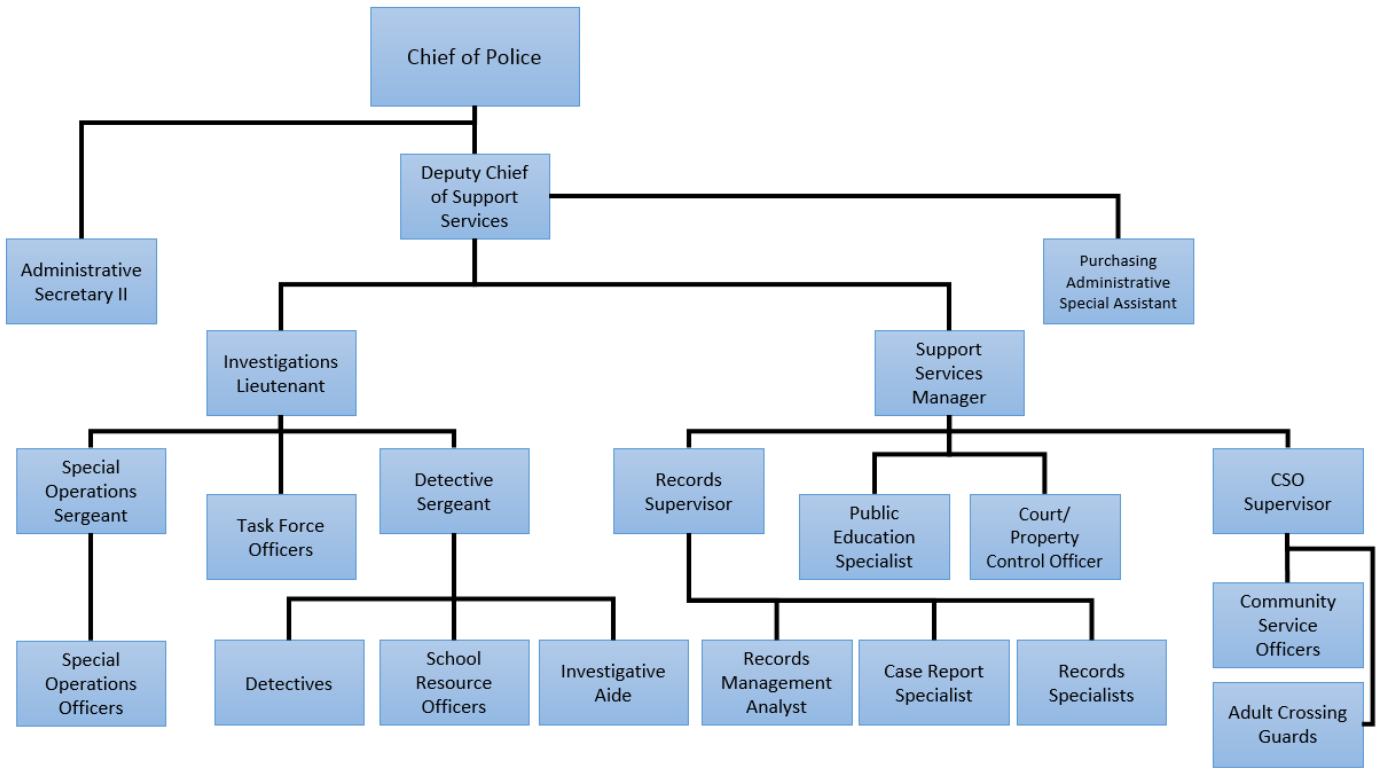 Chief of Police
Deputy Chief
of Support
Services
Administrative
Secretary II
Purchasing
Administrative
Special Assistant
Investigations
Lieutenant
Support
Services
Manager
Special
Operations
Sergeant
Task Force
Officers
Detective
Sergeant
Records
Supervisor
Public
Education
Specialist
Court/
Property
Control Officer
CSO
Supervisor
Special
Operations
Officers
Detectives
School
Resource
Officers
Investigative
Aide
Records
Management
Analyst
Case Report
Specialist
Records
Specialists
Community
Service
Officers
Adult Crossing
Guards